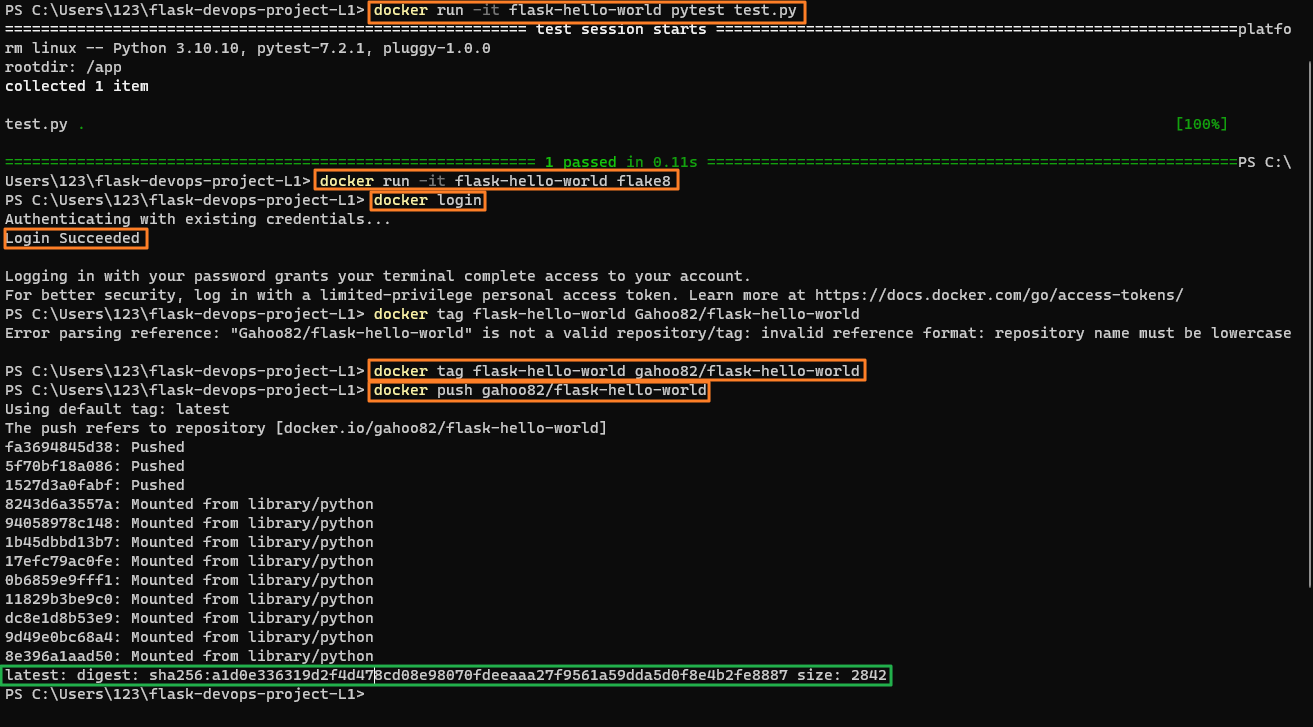 PS C:\Users\123\flask-devops-project-L1> docker run -it flask-hello-world pytest test.py
========================================================== test session starts ==========================================================platfo
rm linux -- Python 3.10.10, pytest-7.2.1, pluggy-1.0.0
rootdir: /app
collected 1 item

test.py . [100%]

=========================================================== 1 passed in 0.11s ===========================================================PS C:\
Users\123\flask-devops-project-L1> docker run -it flask-hello-world flake8
PS C:\Users\123\flask-devops-project-L1> docker login
Authenticating with existing credentials...
Login Succeeded

Logging in with your password grants your terminal complete access to your account.
For better security, log in with a limited-privilege personal access token. Learn more at https://docs.docker.com/go/access-tokens/
PS C:\Users\123\flask-devops-project-L1> docker tag flask-hello-world Gahoo82/flask-hello-world
Error parsing reference: "Gahoo82/flask-hello-world" is not a valid repository/tag: invalid reference format: repository name must be lowercase

PS C:\Users\123\flask-devops-project-L1> docker tag flask-hello-world gahoo82/flask-hello-world
PS C:\Users\123\flask-devops-project-L1> docker push gahoo82/flask-hello-world
Using default tag: latest
The push refers to repository [docker.io/gahoo82/flask-hello-world]
fa3694845d38: Pushed
5f70bf18a086: Pushed
1527d3a0fabf: Pushed
8243d6a3557a: Mounted from library/python
94058978c148: Mounted from library/python
1b45dbbd13b7: Mounted from library/python
17efc79ac0fe: Mounted from library/python
0b6859e9fff1: Mounted from library/python
11829b3be9c0: Mounted from library/python
dc8e1d8b53e9: Mounted from library/python
9d49e0bc68a4: Mounted from library/python
8e396a1aad50: Mounted from library/python
latest: digest: sha256:a1d0e336319d2f4d478cd08e98070fdeeaaa27f9561a59dda5d0f8e4b2fe8887 size: 2842
PS C:\Users\123\flask-devops-project-L1>